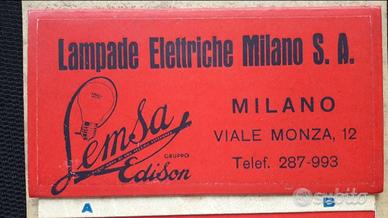 Lampade Elettriche Milano S. A.
Lemsa
GRUPPO
Edison
MILANO
VIALE MONZA, 12
Telef. 287-993
A
B
subito